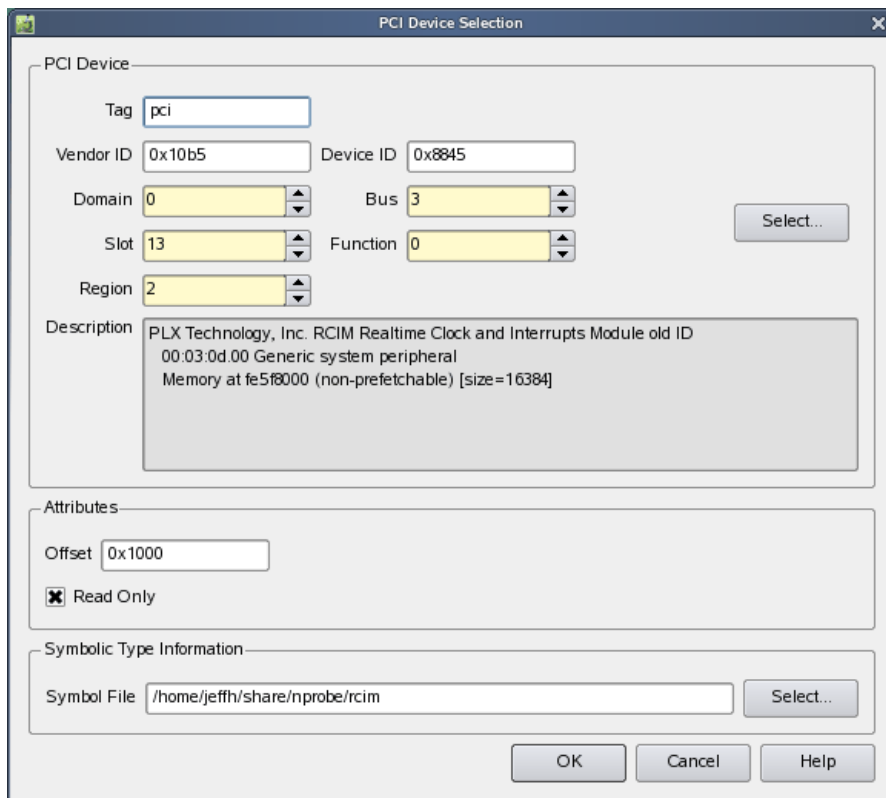 PCI Device Selection
PCI Device
Tag pci
Vendor ID 0x10b5 Device ID 0x8845
Domain 0 Bus 3
Select...
Slot 13 Function 0
Region 2
Description PLX Technology, Inc. RCIM Realtime Clock and Interrupts Module old ID
00:03:0d.00 Generic system peripheral
Memory at fe5f8000 (non-prefetchable) [size=16384]
Attributes
Offset 0x1000
Read Only
Symbolic Type Information
Symbol File /home/jeffh/share/nprobe/rcim Select...
OK Cancel Help